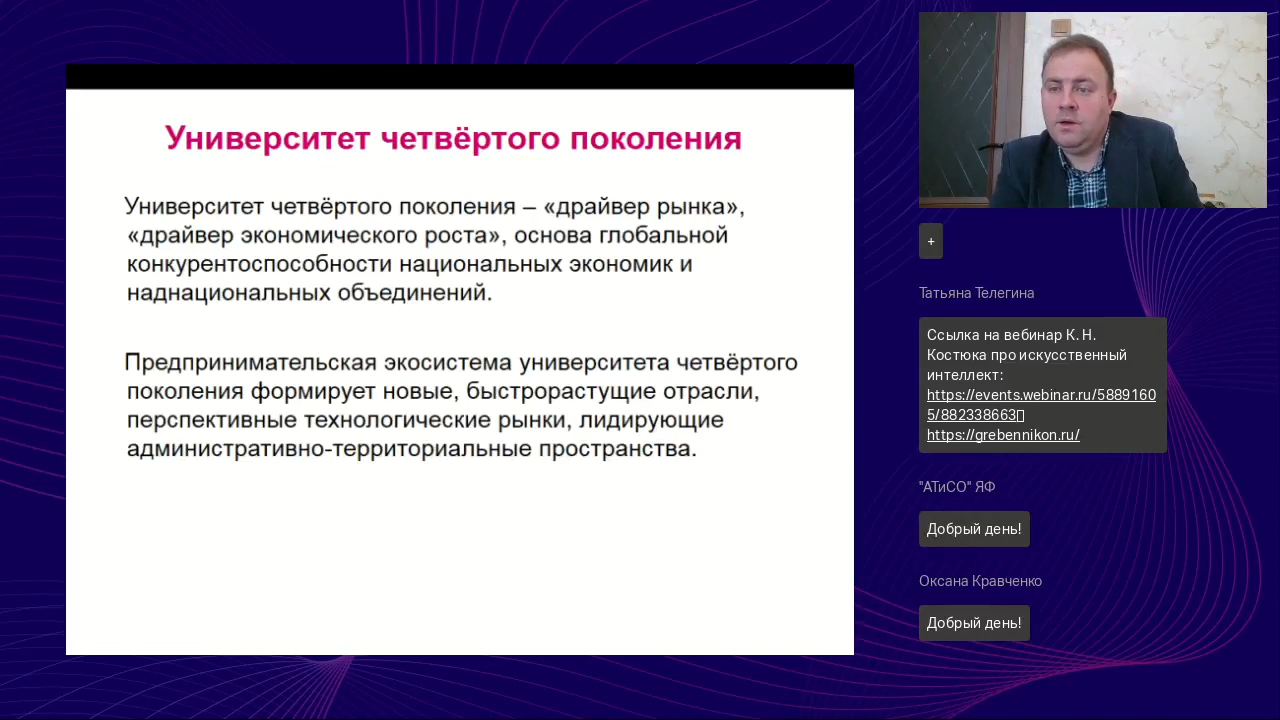 Университет четвёртого поколения
Университет четвёртого поколения – «драйвер рынка»,
«драйвер экономического роста», основа глобальной
конкурентоспособности национальных экономик и
наднациональных объединений.
Предпринимательская экосистема университета четвёртого
поколения формирует новые, быстрорастущие отрасли,
перспективные технологические рынки, лидирующие
административно-территориальные пространства.
+
Татьяна Телегина
Ссылка на вебинар К. Н.
Костюка про искусственный
интеллект:
https://events.webinar.ru/5889160
5/882338663
https://grebennikon.ru/
"АТиСО" ЯФ
Добрый день!
Оксана Кравченко
Добрый день!